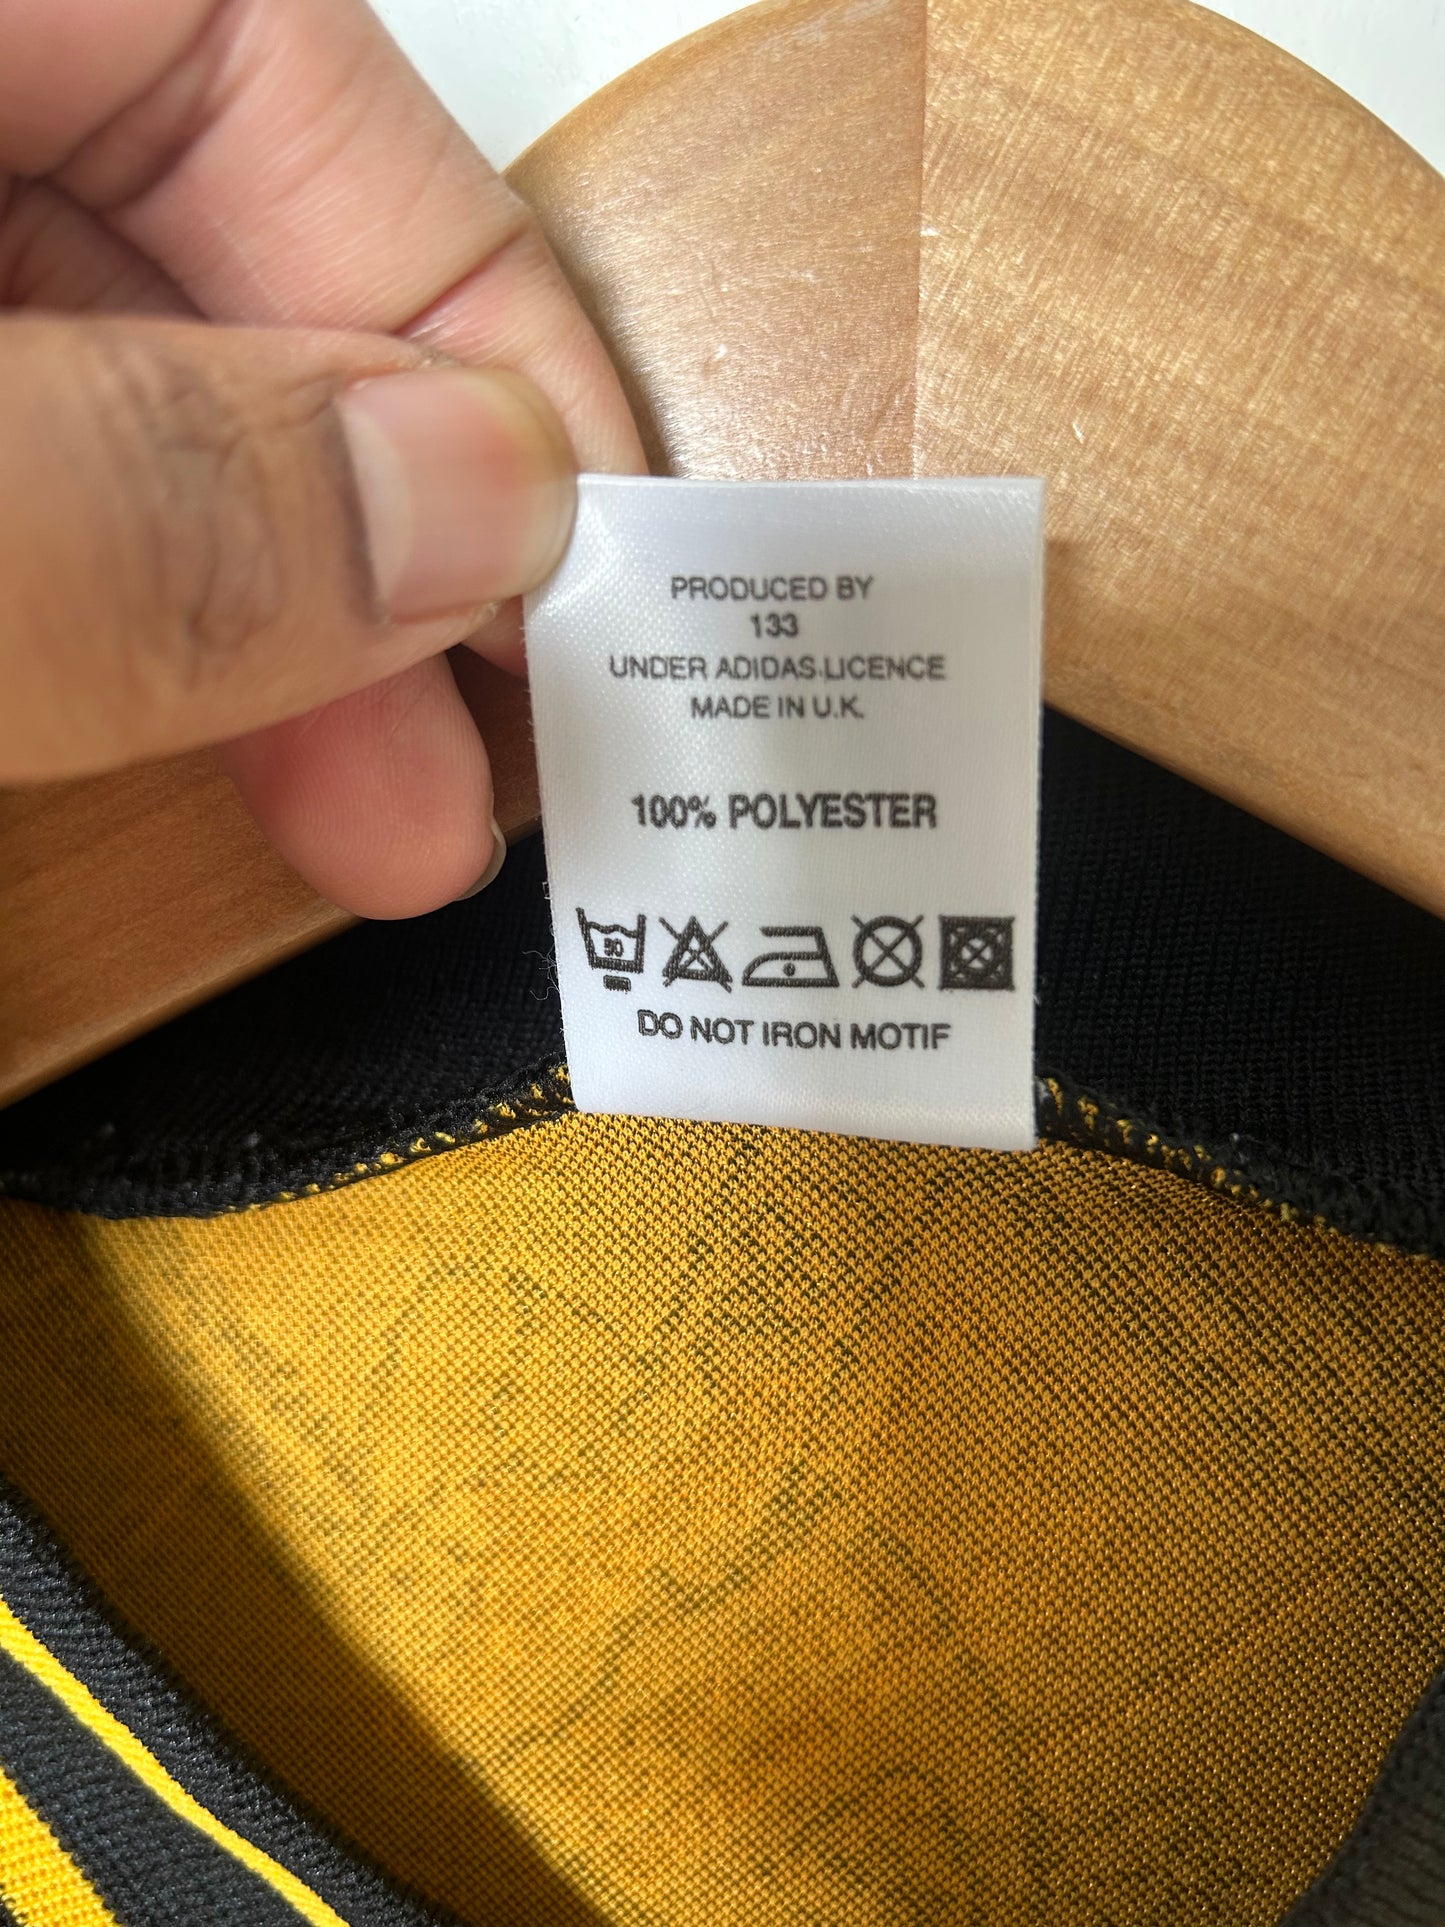 PRODUCED BY
133
UNDER ADIDAS LICENCE
MADE IN U.K.
100% POLYESTER
DO NOT IRON MOTIF